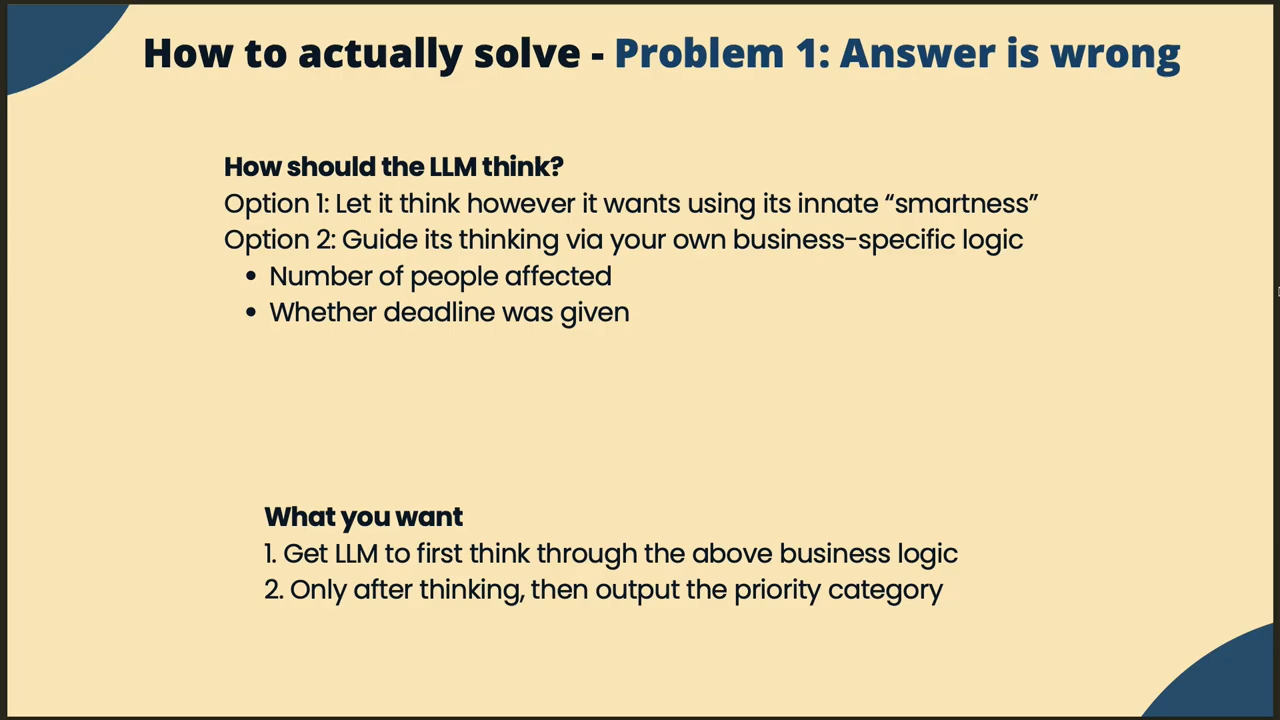 How to actually solve - Problem 1: Answer is wrong
How should the LLM think?
Option 1: Let it think however it wants using its innate “smartness”
Option 2: Guide its thinking via your own business-specific logic
• Number of people affected
• Whether deadline was given
What you want
1. Get LLM to first think through the above business logic
2. Only after thinking, then output the priority category